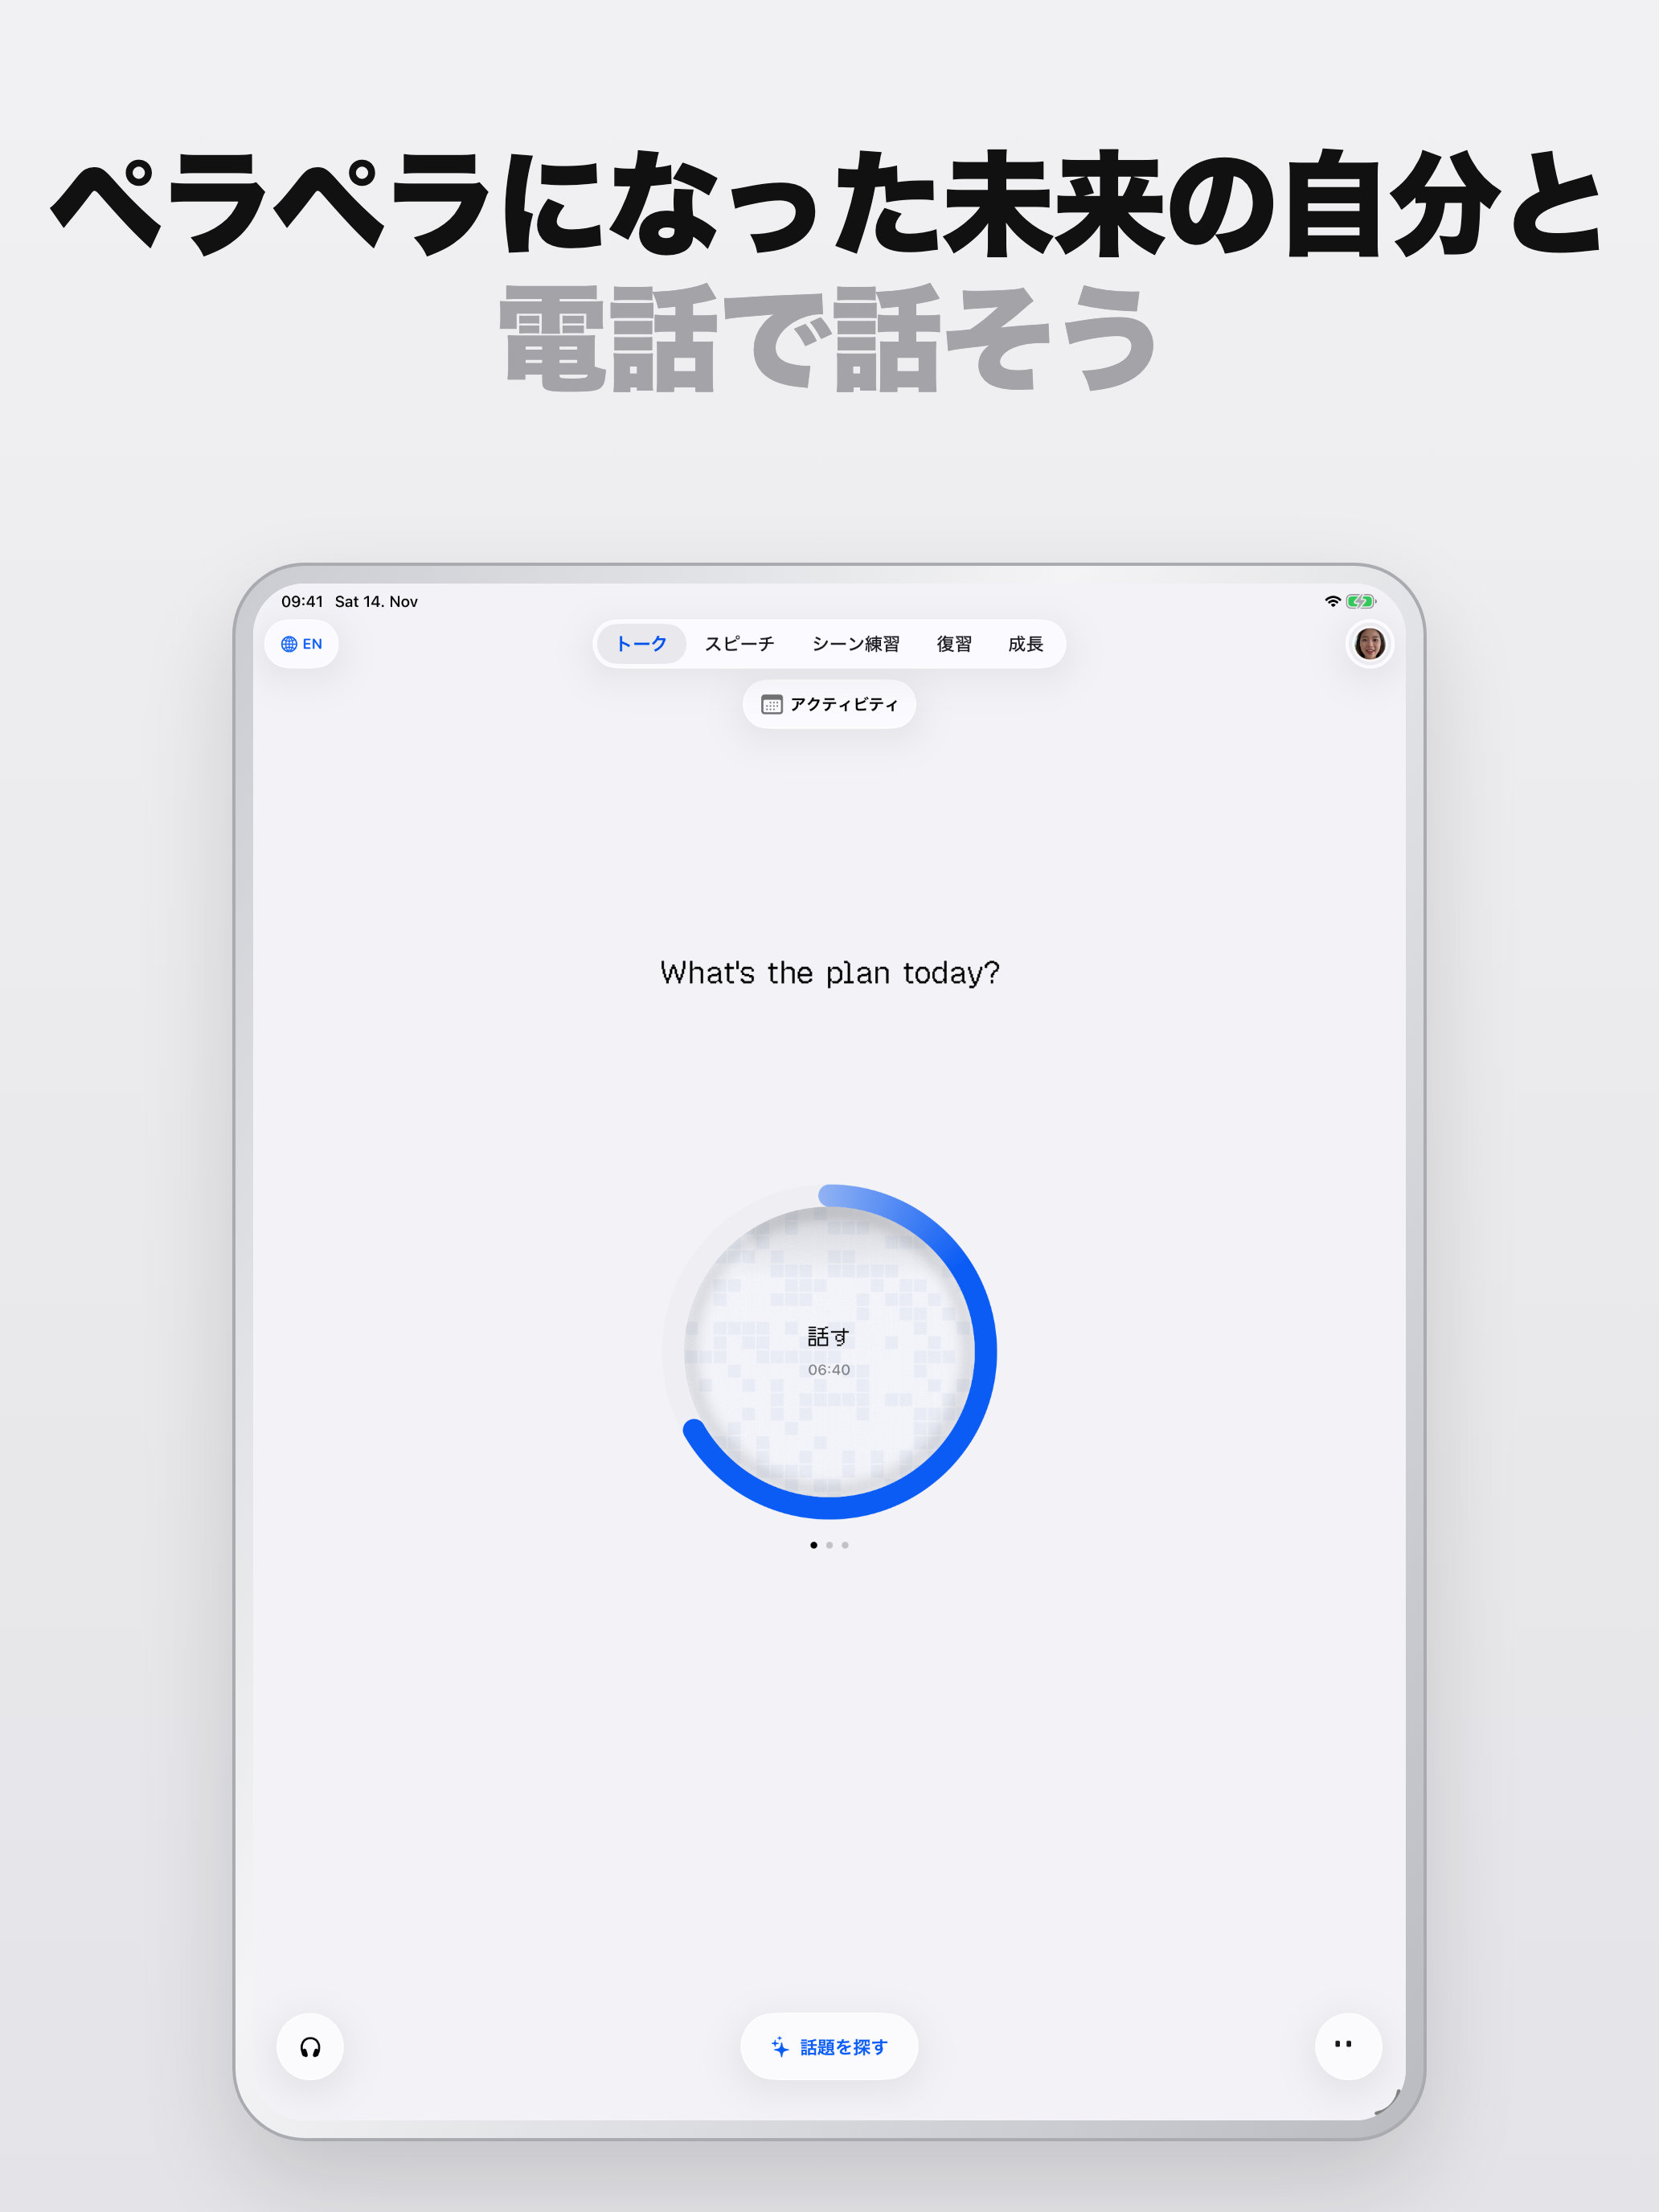 ペラペラになった未来の自分と
電話で話そう
09:41 Sat 14. Nov
EN
トーク スピーチ シーン練習 復習 成長
アクティビティ
What's the plan today?
話す
06:40
話題を探す